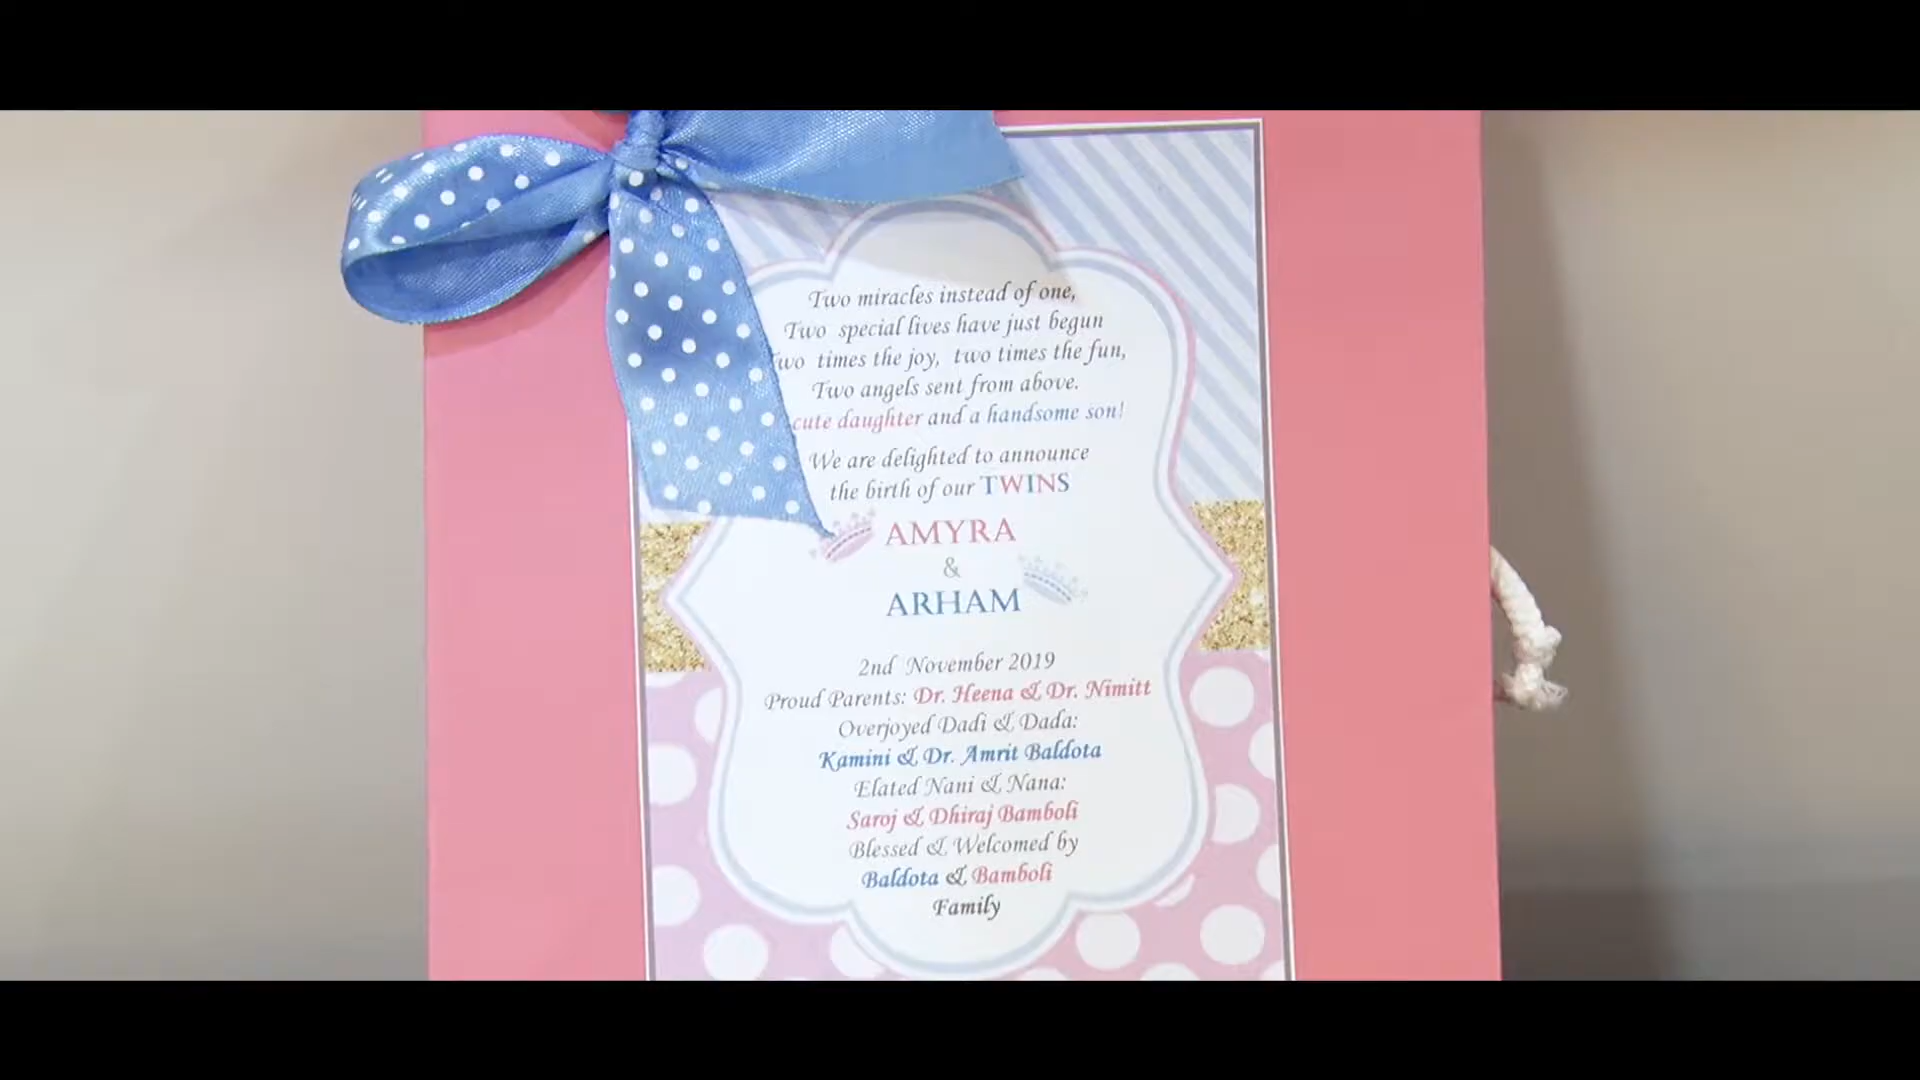 Two miracles instead of one,
Two special lives have just begun
times the joy, two times the fun,
Two angels sent from above.
cute daughter and a handsome son!
We are delighted to announce
the birth of our TWINS
AMYRA
&
ARHAM
2nd November 2019
Proud Parents: Dr. Heena & Dr. Nimitt
Overjoyed Dadi & Dada:
Kamini & Dr. Amrit Baldota
Elated Nani & Nana:
Saroj & Dhiraj Bamboli
Blessed & Welcomed by
Baldota & Bamboli
Family